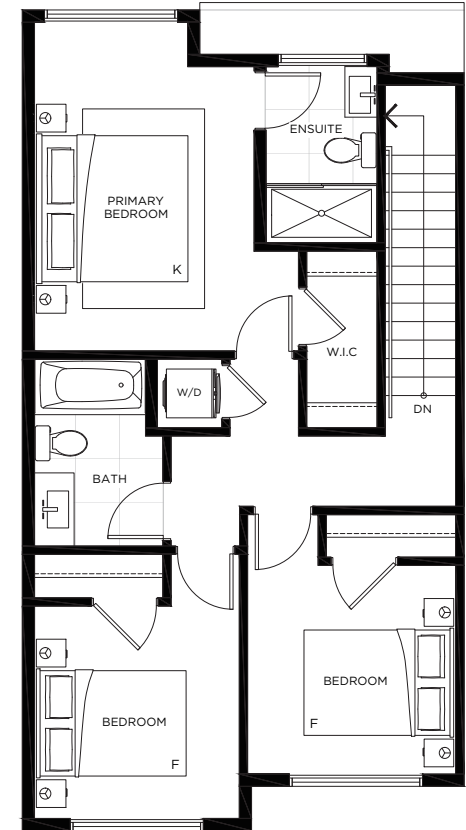 ENSUITE
PRIMARY
BEDROOM
K
W.I.C
W/D
DN
BATH
BEDROOM
F
BEDROOM
F